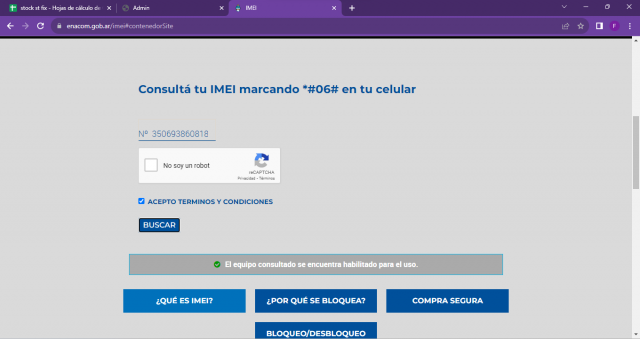 stock st fix - Hojas de cálculo de
Admin
IMEI
enacom.gob.ar/imei#contenedorSite
F
Consultá tu IMEI marcando *#06# en tu celular
Nº 350693860818
No soy un robot
reCAPTCHA
Privacidad - Términos
ACEPTO TERMINOS Y CONDICIONES
BUSCAR
El equipo consultado se encuentra habilitado para el uso.
¿QUÉ ES IMEI?
¿POR QUÉ SE BLOQUEA?
COMPRA SEGURA
BLOQUEO/DESBLOQUEO